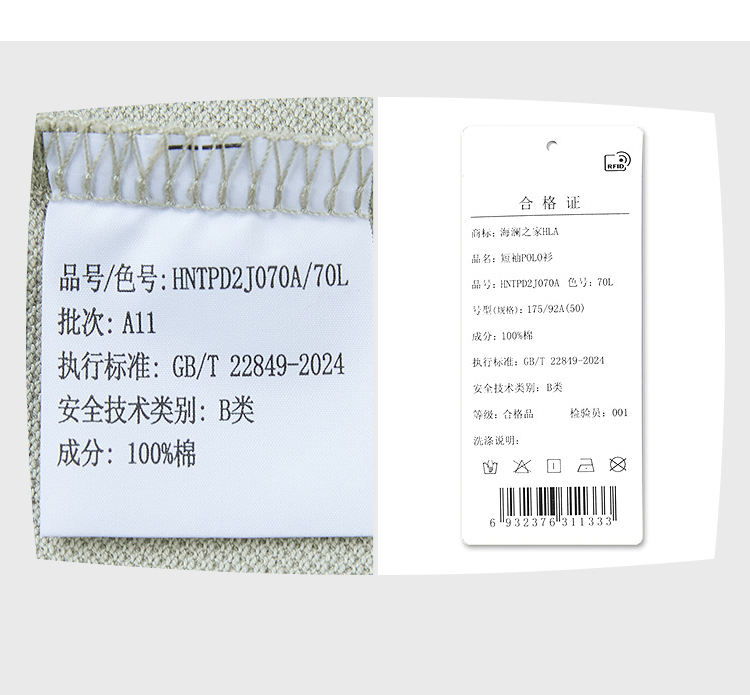 品号/色号: HNTPD2J070A/70L
批次: A11
执行标准: GB/T 22849-2024
安全技术类别: B类
成分: 100%棉
RFID
合格证
商标: 海澜之家HLA
品名: 短袖POLO衫
品号: HNTPD2J070A 色号: 70L
号型(规格): 175/92A(50)
成分: 100%棉
执行标准: GB/T 22849-2024
安全技术类别: B类
等级: 合格品 检验员: 001
洗涤说明:
6 932376 311333